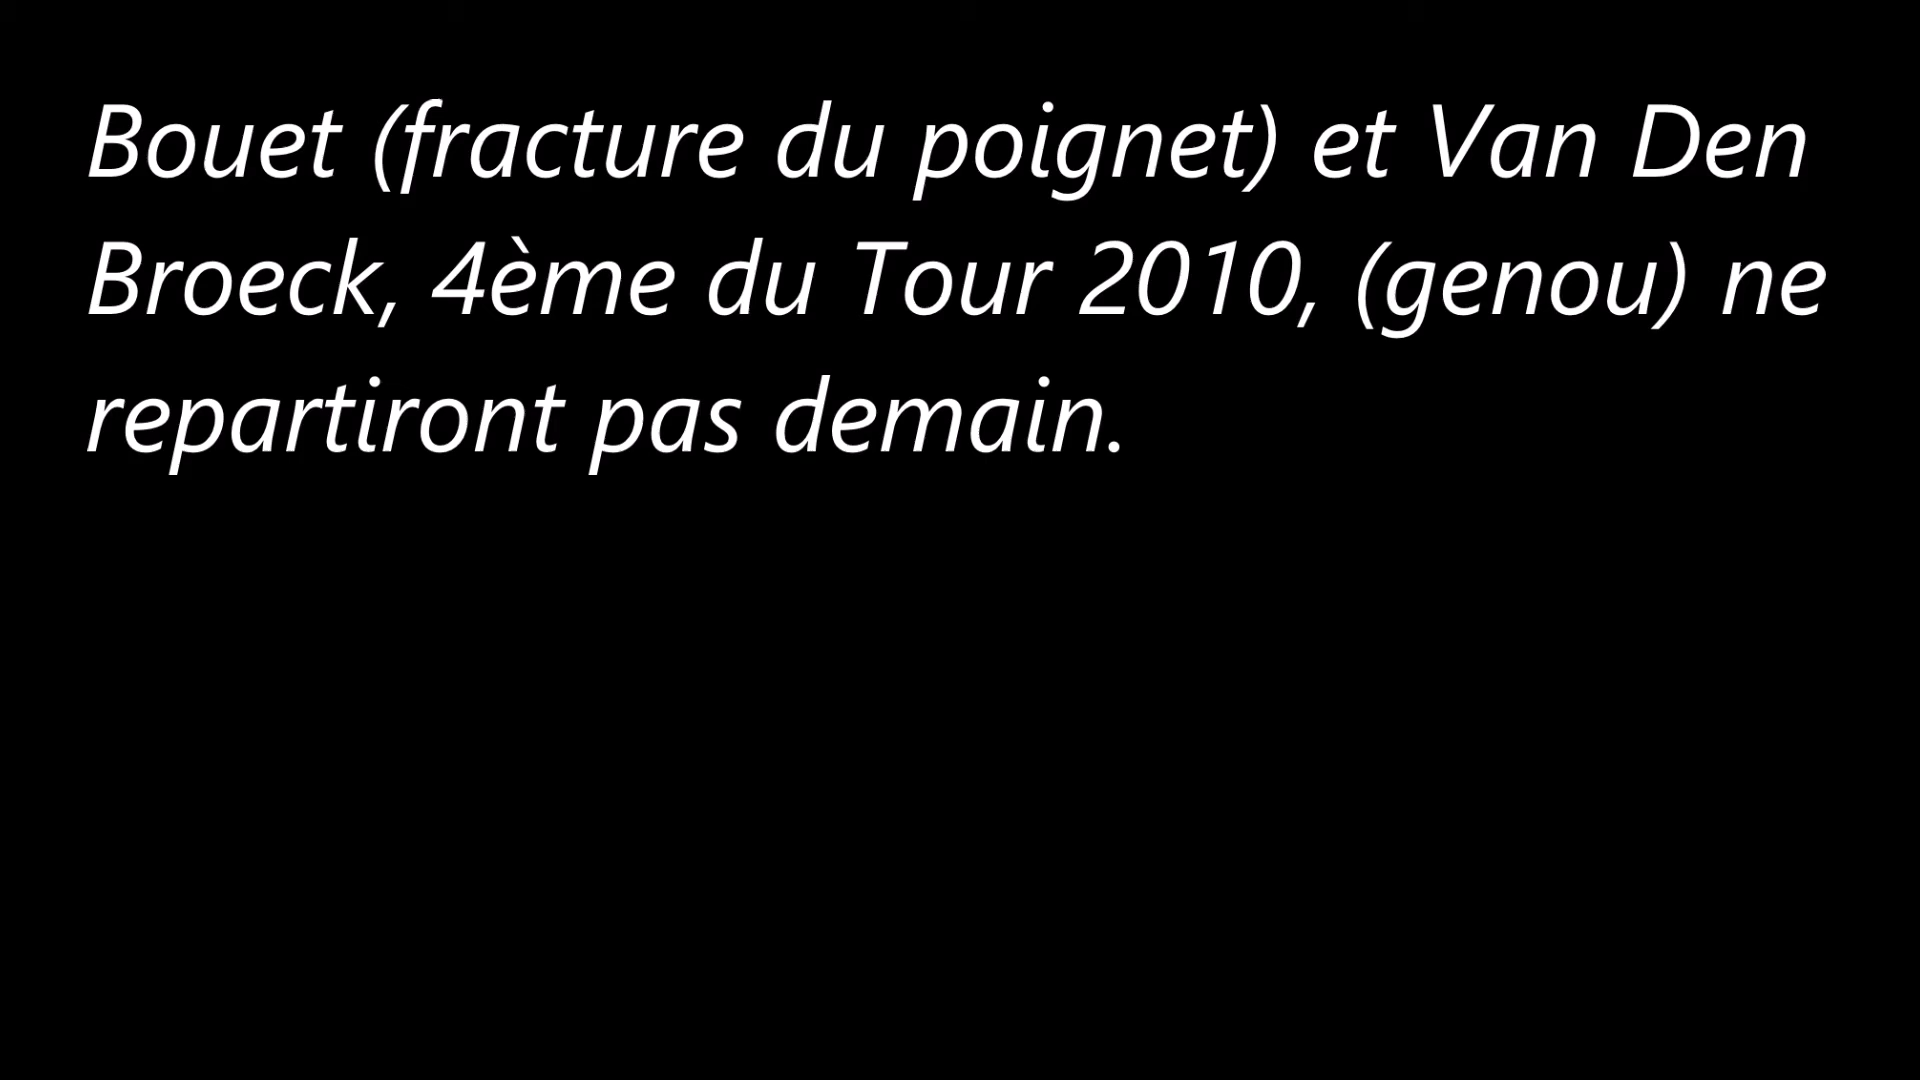 Bouet (fracture du poignet) et Van Den
Broeck, 4ème du Tour 2010, (genou) ne
repartiront pas demain.